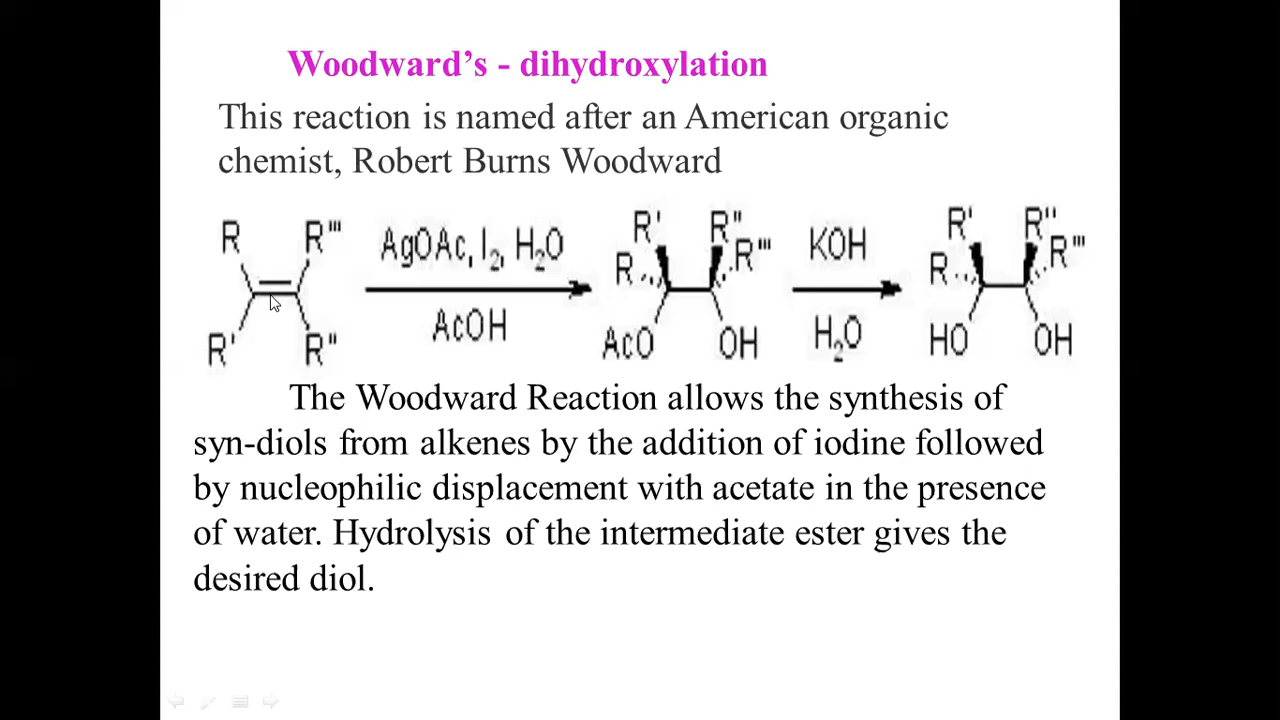 Woodward's - dihydroxylation
This reaction is named after an American organic
chemist, Robert Burns Woodward
R R''' R' R''
AgOAc, I2, H2O
AcOH
R' R'' R R''' AcO OH
KOH
H2O
R' R'' R R''' HO OH
The Woodward Reaction allows the synthesis of
syn-diols from alkenes by the addition of iodine followed
by nucleophilic displacement with acetate in the presence
of water. Hydrolysis of the intermediate ester gives the
desired diol.